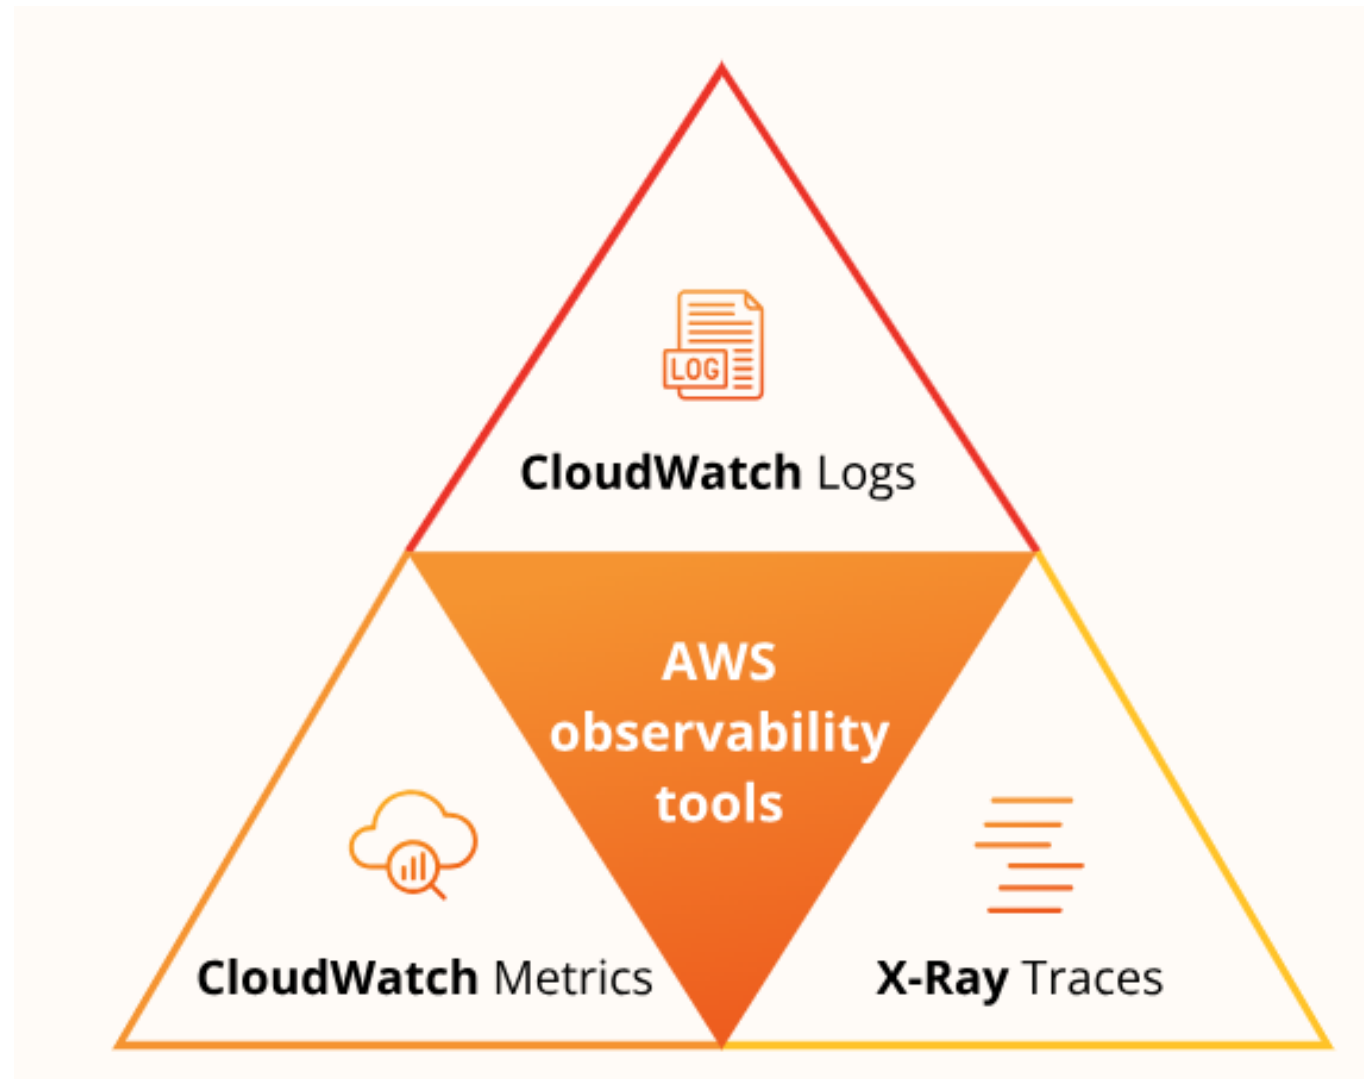 LOG
CloudWatch Logs
AWS
observability
tools
CloudWatch Metrics
X-Ray Traces